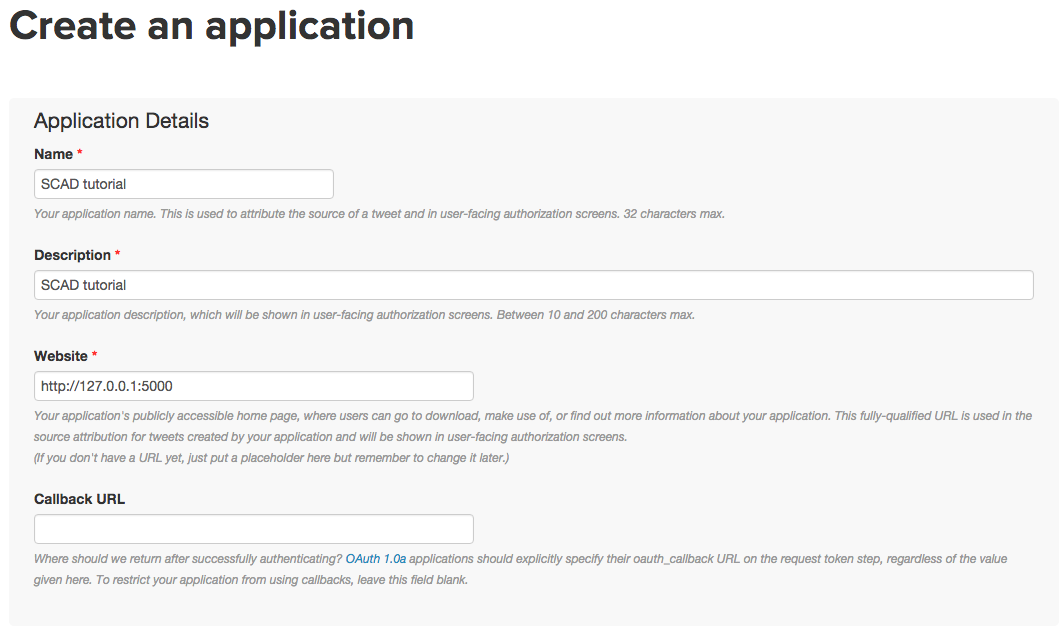 Create an application
Application Details
Name *
SCAD tutorial
Your application name. This is used to attribute the source of a tweet and in user-facing authorization screens. 32 characters max.
Description *
SCAD tutorial
Your application description, which will be shown in user-facing authorization screens. Between 10 and 200 characters max.
Website *
http://127.0.0.1:5000
Your application's publicly accessible home page, where users can go to download, make use of, or find out more information about your application. This fully-qualified URL is used in the
source attribution for tweets created by your application and will be shown in user-facing authorization screens.
(If you don't have a URL yet, just put a placeholder here but remember to change it later.)
Callback URL
Where should we return after successfully authenticating? OAuth 1.0a applications should explicitly specify their oauth_callback URL on the request token step, regardless of the value
given here. To restrict your application from using callbacks, leave this field blank.